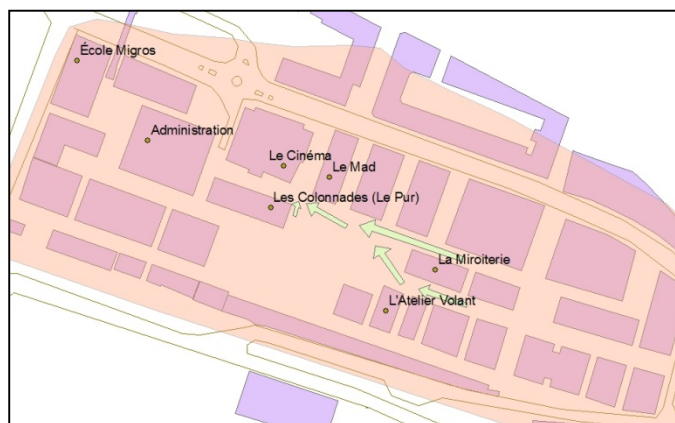 École Migros
Administration
Le Cinéma
Le Mad
Les Colonnades (Le Pur)
La Miroiterie
L'Atelier Volant